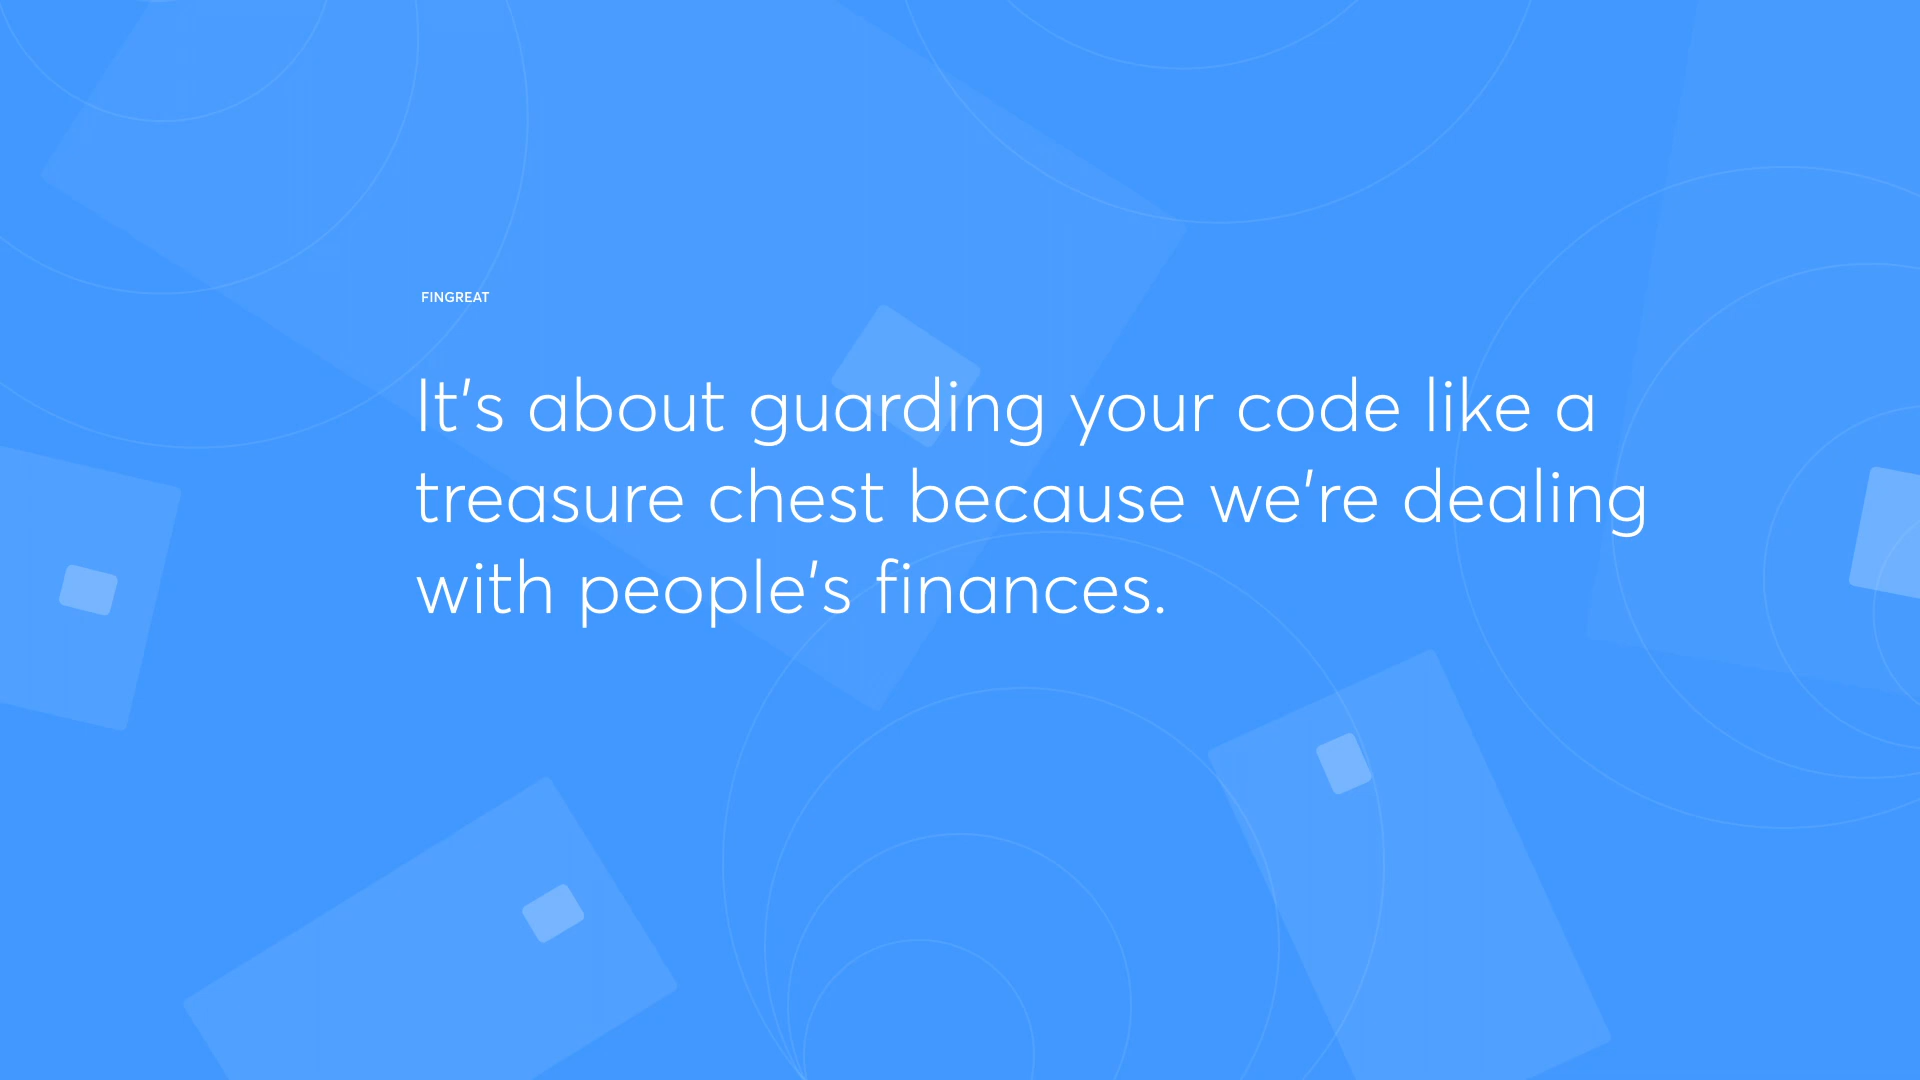 FINGREAT
It's about guarding your code like a
treasure chest because we're dealing
with people's finances.